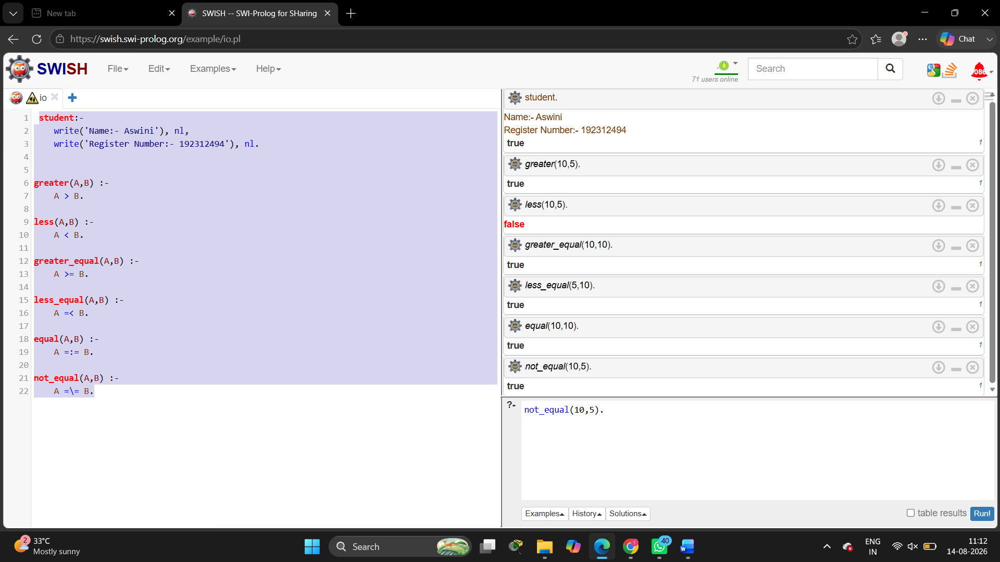 New tab
SWISH -- SWI-Prolog for SHaring
https://swish.swi-prolog.org/example/io.pl
Chat
SWISH
File
Edit
Examples
Help
71 users online
Search
086
io
1 student:-
2 write('Name:- Aswini'), nl,
3 write('Register Number:- 192312494'), nl.
4
5
6 greater(A,B) :-
7 A > B.
8
9 less(A,B) :-
10 A < B.
11
12 greater_equal(A,B) :-
13 A >= B.
14
15 less_equal(A,B) :-
16 A =< B.
17
18 equal(A,B) :-
19 A =:= B.
20
21 not_equal(A,B) :-
22 A =\= B.
student.
Name:- Aswini
Register Number:- 192312494
true 1
greater(10,5).
true 1
less(10,5).
false
greater_equal(10,10).
true 1
less_equal(5,10).
true 1
equal(10,10).
true 1
not_equal(10,5).
true 1
?- not_equal(10,5).
Examples History Solutions
table results Run!
2
33°C
Mostly sunny
Search
40
ENG
IN
11:12
14-08-2026